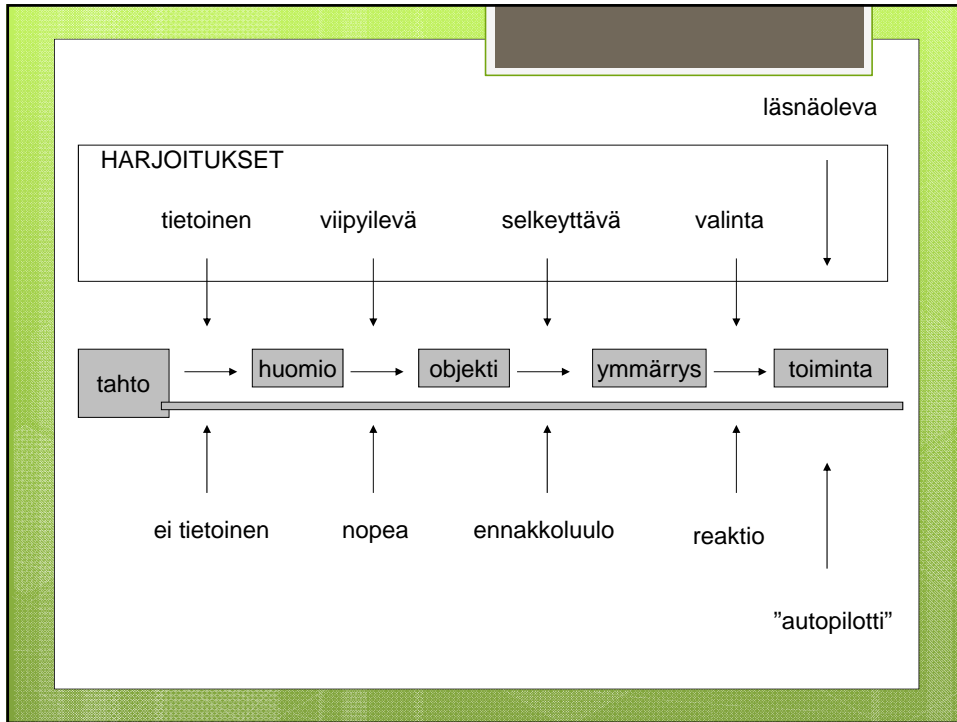 läsnäoleva
HARJOITUKSET
tietoinen viipyilevä selkeyttävä valinta
tahto huomio objekti ymmärrys toiminta
ei tietoinen nopea ennakkoluulo reaktio
”autopilotti”